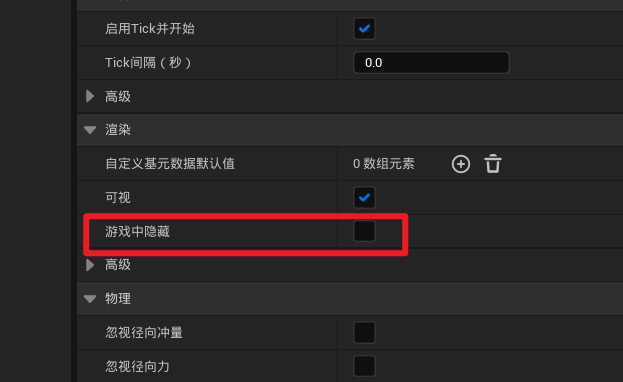 启用Tick并开始
Tick间隔（秒）
0.0
高级
渲染
自定义基元数据默认值
0 数组元素
可视
游戏中隐藏
高级
物理
忽视径向冲量
忽视径向力